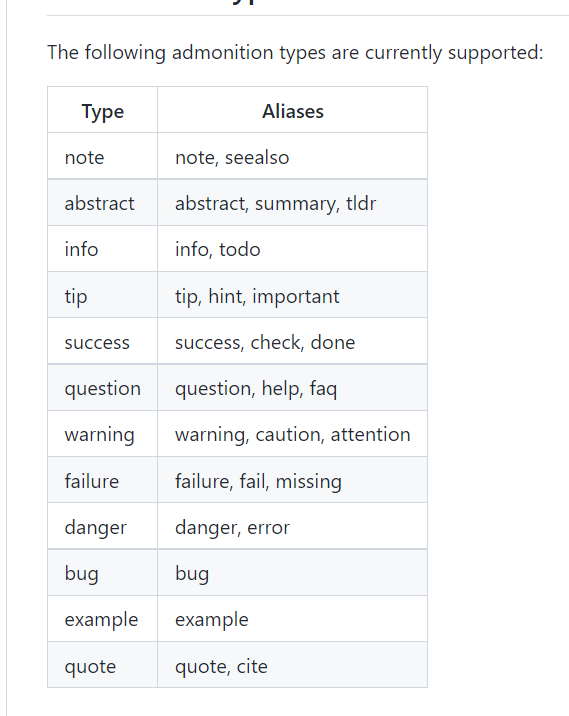 The following admonition types are currently supported:
Type Aliases
note note, seealso
abstract abstract, summary, tldr
info info, todo
tip tip, hint, important
success success, check, done
question question, help, faq
warning warning, caution, attention
failure failure, fail, missing
danger danger, error
bug bug
example example
quote quote, cite